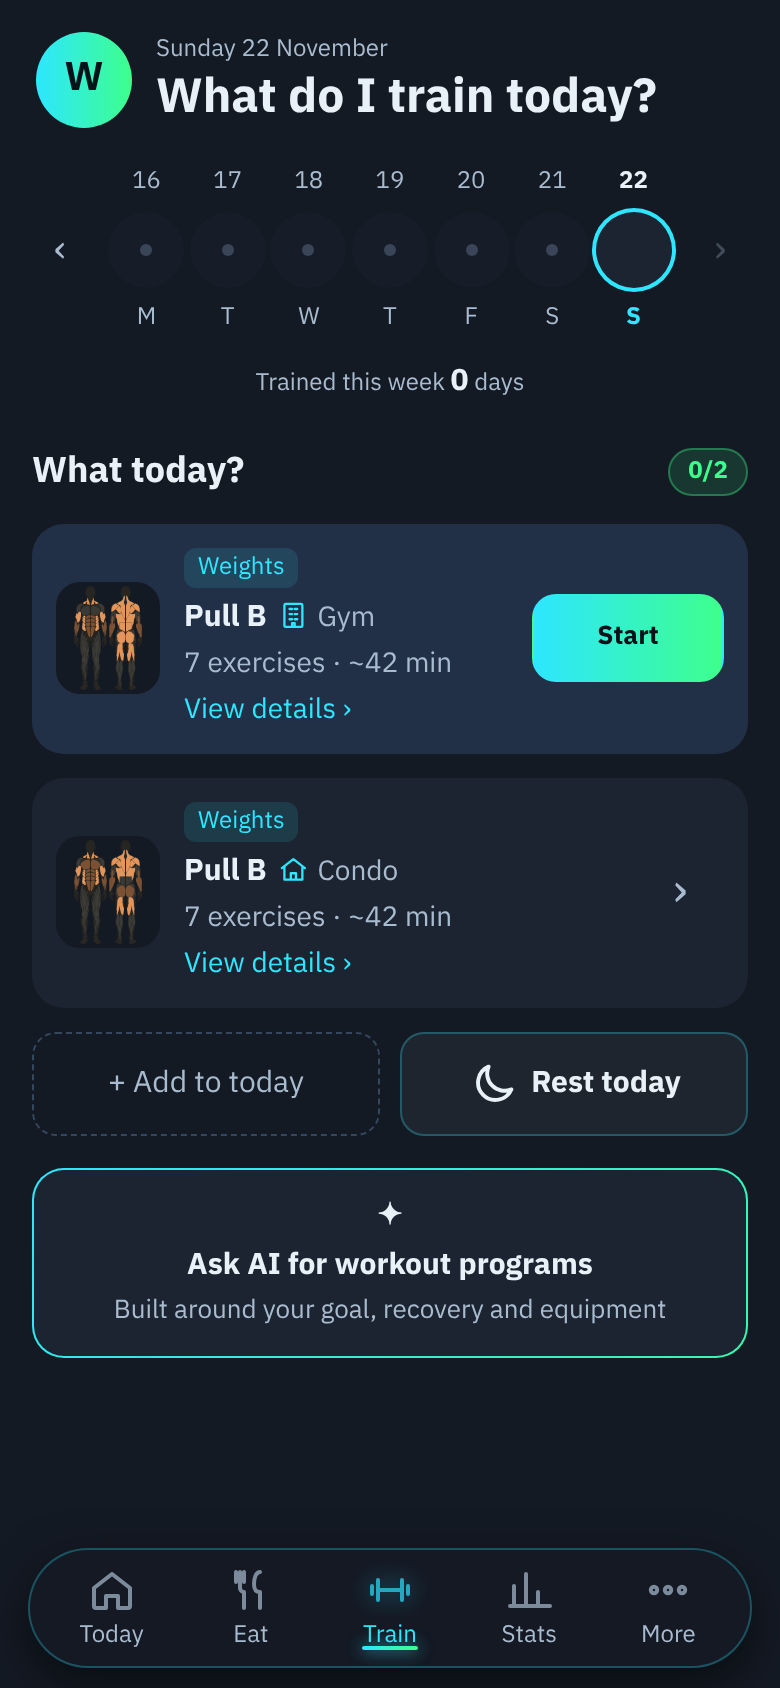 W
Sunday 22 November
What do I train today?
16 17 18 19 20 21 22
‹ ›
M T W T F S S
Trained this week 0 days
What today?
0/2
Weights
Pull B Gym
7 exercises · ~42 min
View details ›
Start
Weights
Pull B Condo
7 exercises · ~42 min
View details ›
›
+ Add to today
Rest today
Ask AI for workout programs
Built around your goal, recovery and equipment
Today Eat Train Stats More